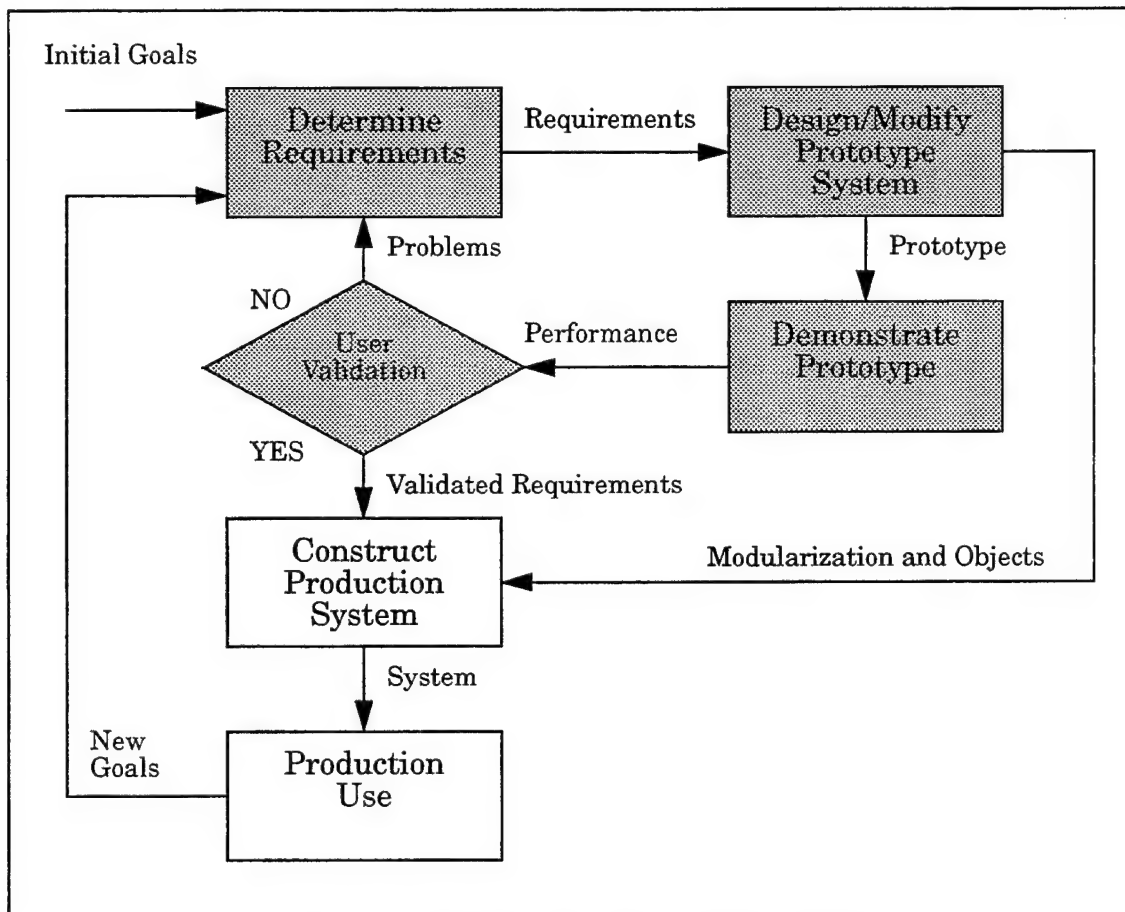 Initial Goals
Determine
Requirements
Requirements
Design/Modify
Prototype
System
Problems
Prototype
NO
User
Validation
Performance
Demonstrate
Prototype
YES
Validated Requirements
Construct
Production
System
Modularization and Objects
System
New
Goals
Production
Use